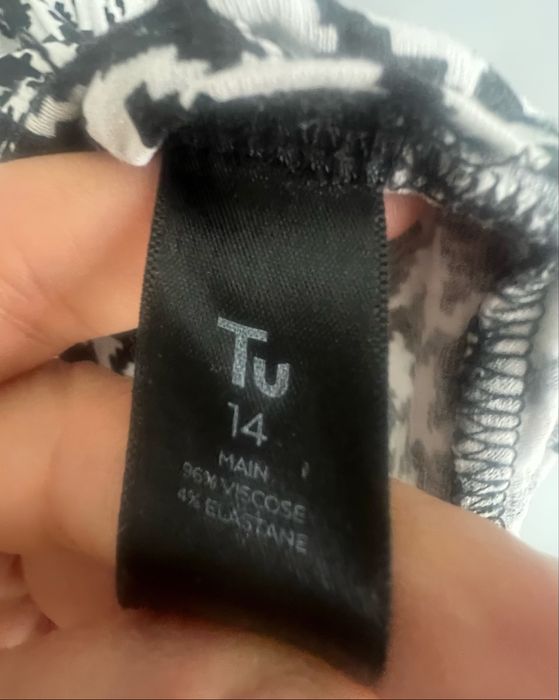 Tu
14
MAIN
96% VISCOSE
4% ELASTANE